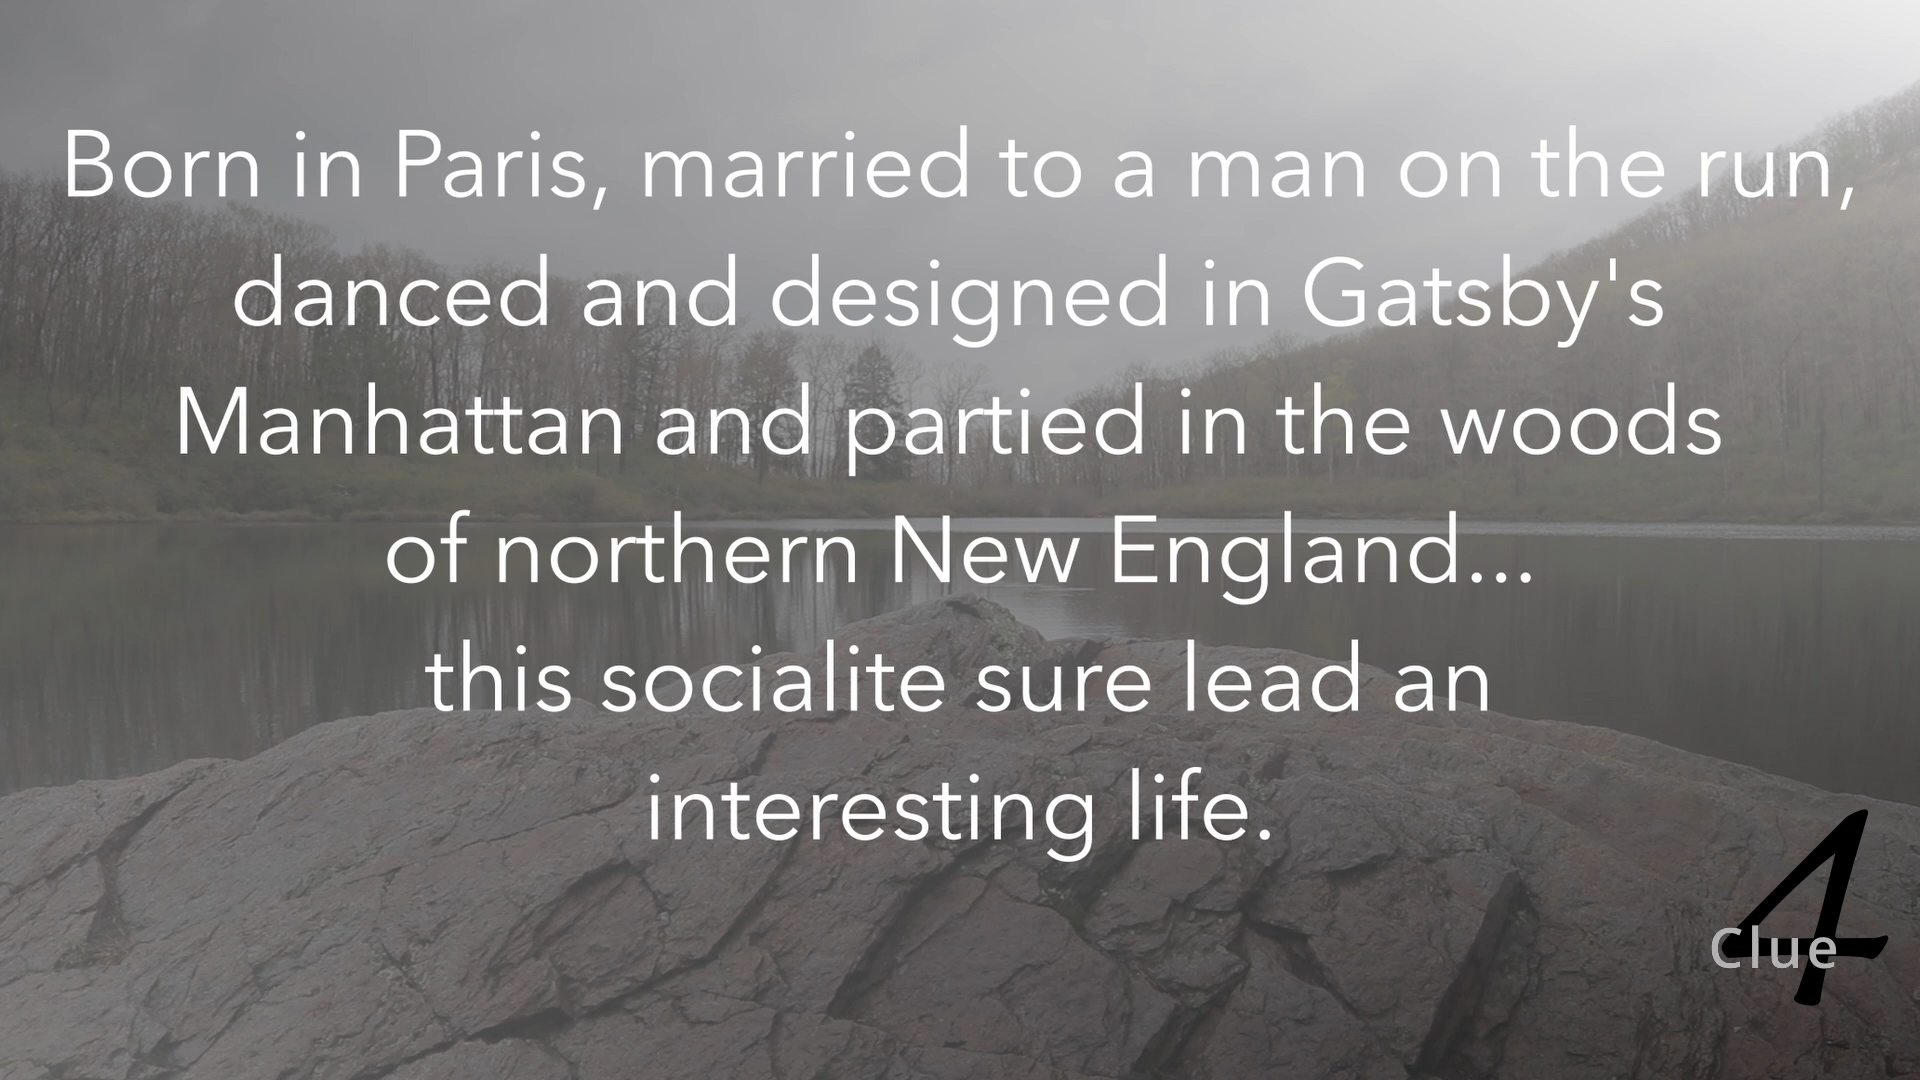 Born in Paris, married to a man on the run,
danced and designed in Gatsby's
Manhattan and partied in the woods
of northern New England...
this socialite sure lead an
interesting life.
4
Clue